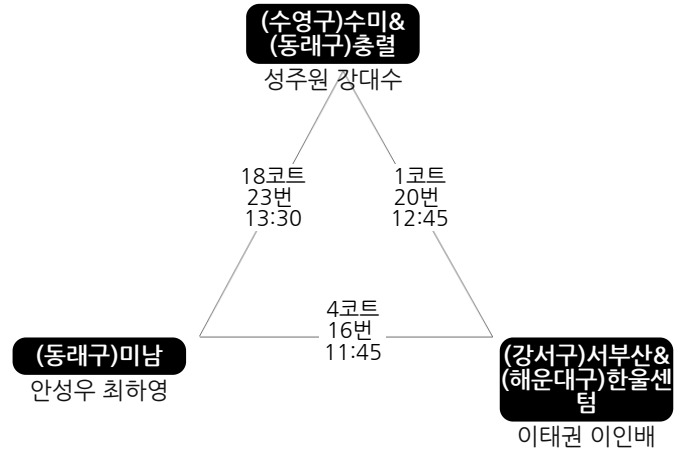 (수영구)수미&
(동래구)충렬
성주원 강대수
18코트
23번
13:30
1코트
20번
12:45
4코트
16번
11:45
(동래구)미남
안성우 최하영
(강서구)서부산&
(해운대구)한울센
텀
이태권 이인배